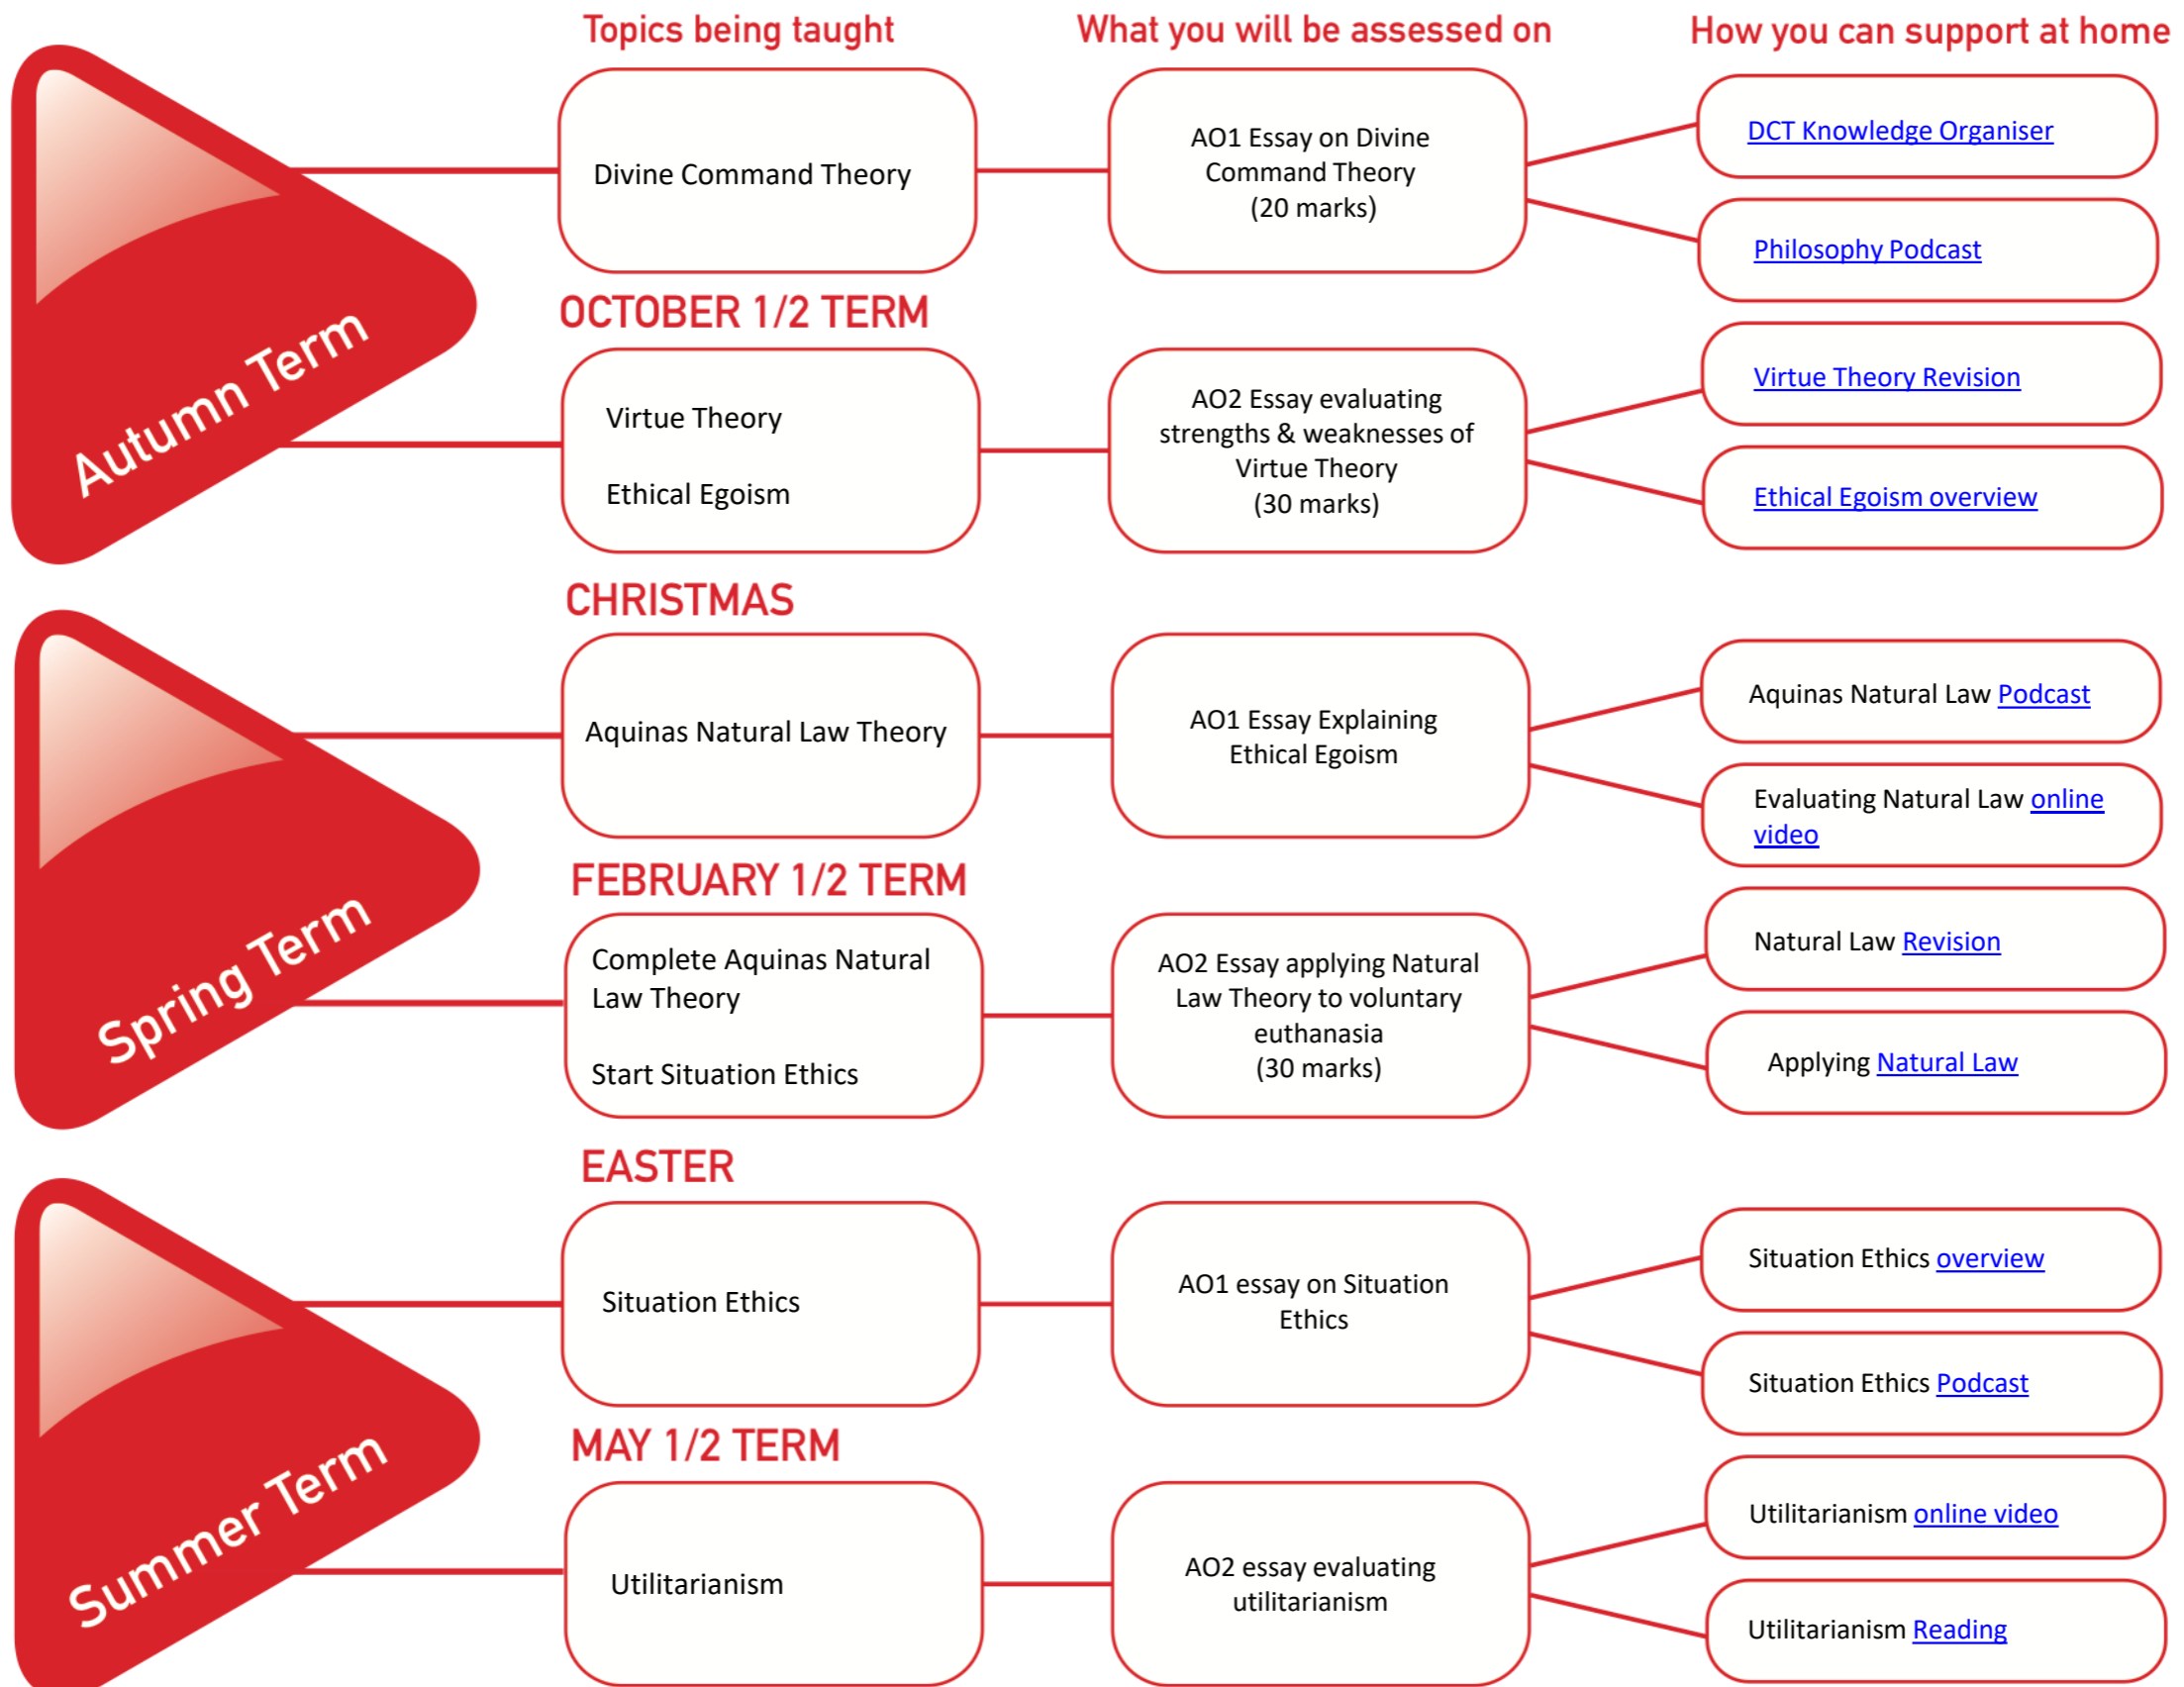 Topics being taught
What you will be assessed on
How you can support at home
Autumn Term
Divine Command Theory
AO1 Essay on Divine
Command Theory
(20 marks)
DCT Knowledge Organiser
Philosophy Podcast
OCTOBER 1/2 TERM
Virtue Theory
Ethical Egoism
AO2 Essay evaluating
strengths & weaknesses of
Virtue Theory
(30 marks)
Virtue Theory Revision
Ethical Egoism overview
CHRISTMAS
Spring Term
Aquinas Natural Law Theory
AO1 Essay Explaining
Ethical Egoism
Aquinas Natural Law Podcast
Evaluating Natural Law online
video
FEBRUARY 1/2 TERM
Complete Aquinas Natural
Law Theory
Start Situation Ethics
AO2 Essay applying Natural
Law Theory to voluntary
euthanasia
(30 marks)
Natural Law Revision
Applying Natural Law
EASTER
Summer Term
Situation Ethics
AO1 essay on Situation
Ethics
Situation Ethics overview
Situation Ethics Podcast
MAY 1/2 TERM
Utilitarianism
AO2 essay evaluating
utilitarianism
Utilitarianism online video
Utilitarianism Reading